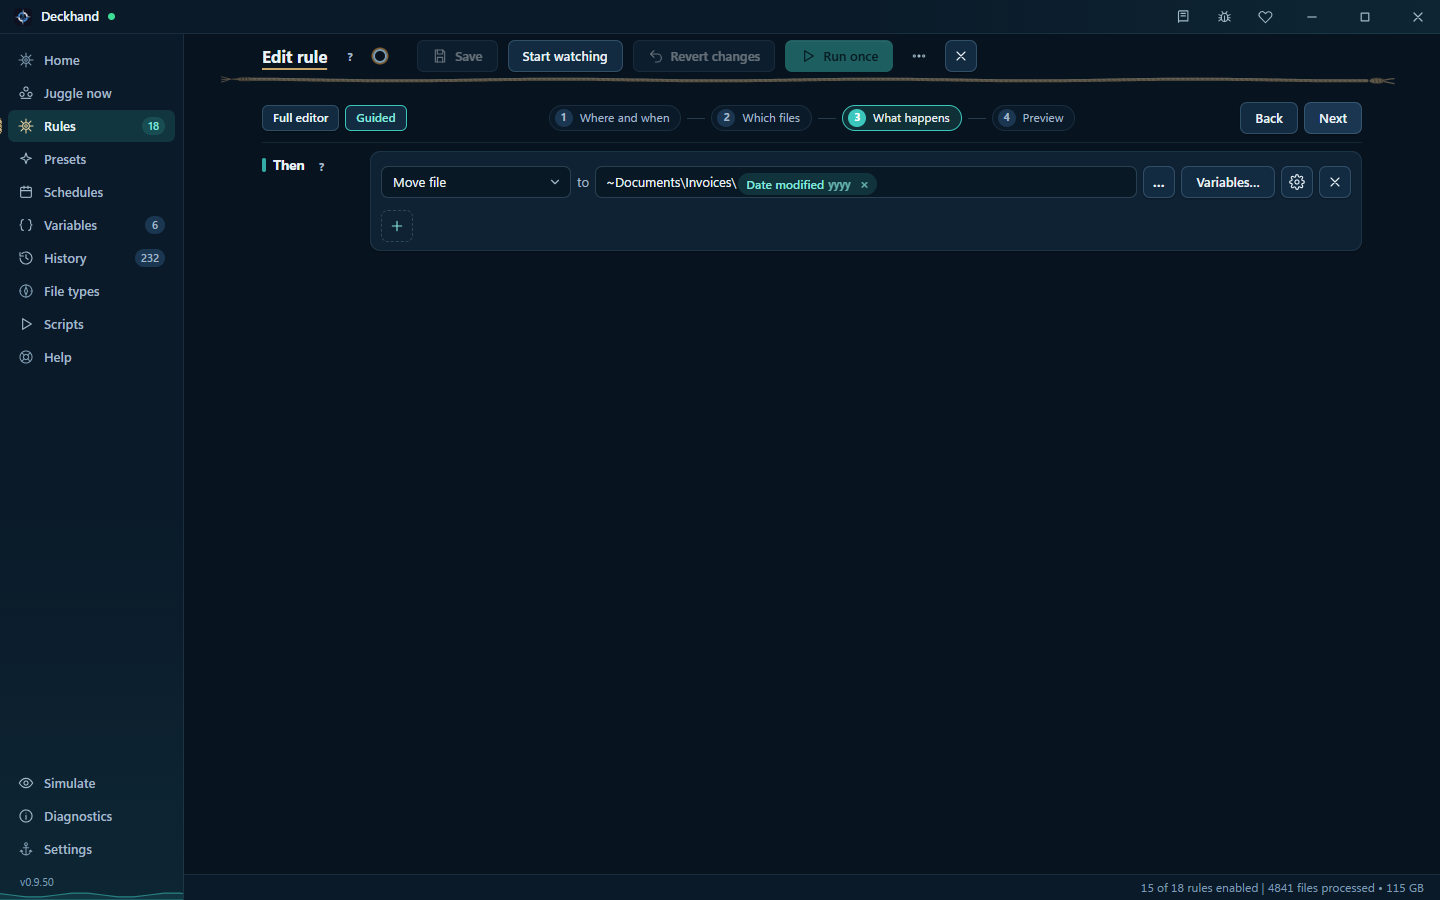 Deckhand
Home
Juggle now
Rules 18
Presets
Schedules
Variables 6
History 232
File types
Scripts
Help
Simulate
Diagnostics
Settings
v0.9.50
Edit rule ? Save Start watching Revert changes Run once
Full editor Guided 1 Where and when 2 Which files 3 What happens 4 Preview Back Next
Then ? Move file to ~Documents\Invoices\ Date modified yyyy × ... Variables...
+
15 of 18 rules enabled | 4841 files processed • 115 GB